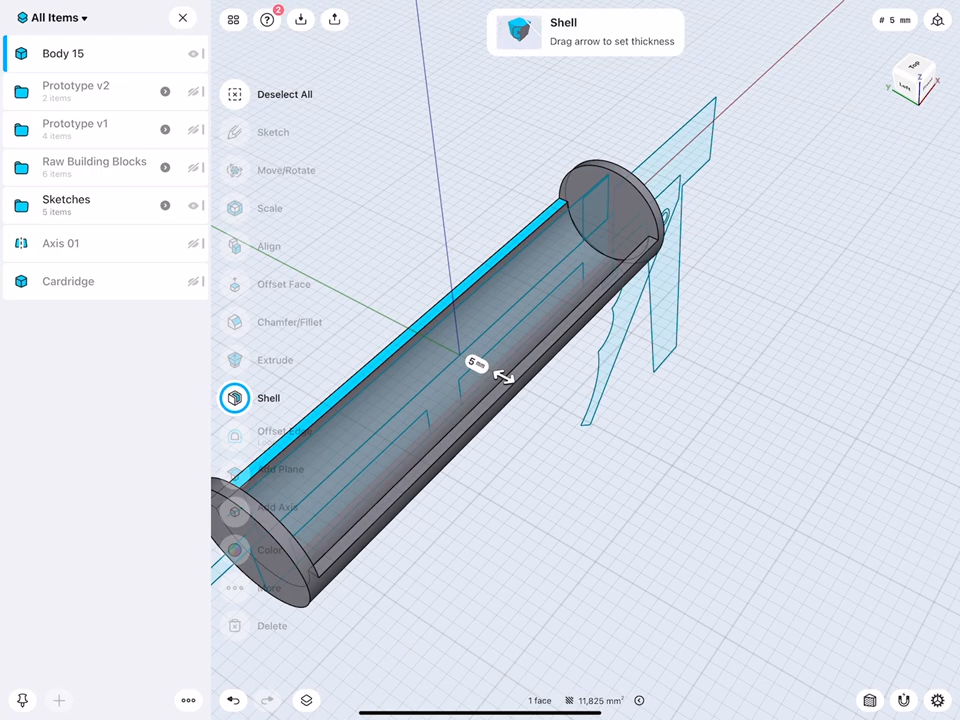 All Items ▾
Body 15
Prototype v2
2 items
Prototype v1
4 items
Raw Building Blocks
6 items
Sketches
5 items
Axis 01
Cardridge
2
Shell
Drag arrow to set thickness
# 5 mm
Top
Left
Z
Y
X
Deselect All
Sketch
Move/Rotate
Scale
Align
Offset Face
Chamfer/Fillet
Extrude
Shell
Offset Edge
Add Plane
Add Axis
Color
More
Delete
5 mm
1 face
11,825 mm²